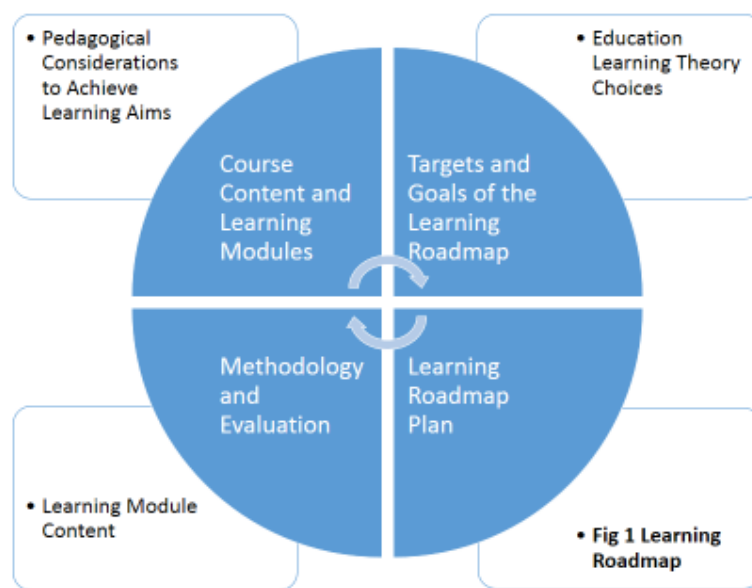 • Pedagogical
Considerations
to Achieve
Learning Aims
• Education
Learning Theory
Choices
Course
Content and
Learning
Modules
Targets and
Goals of the
Learning
Roadmap
Methodology
and
Evaluation
Learning
Roadmap
Plan
• Learning Module
Content
• Fig 1 Learning
Roadmap